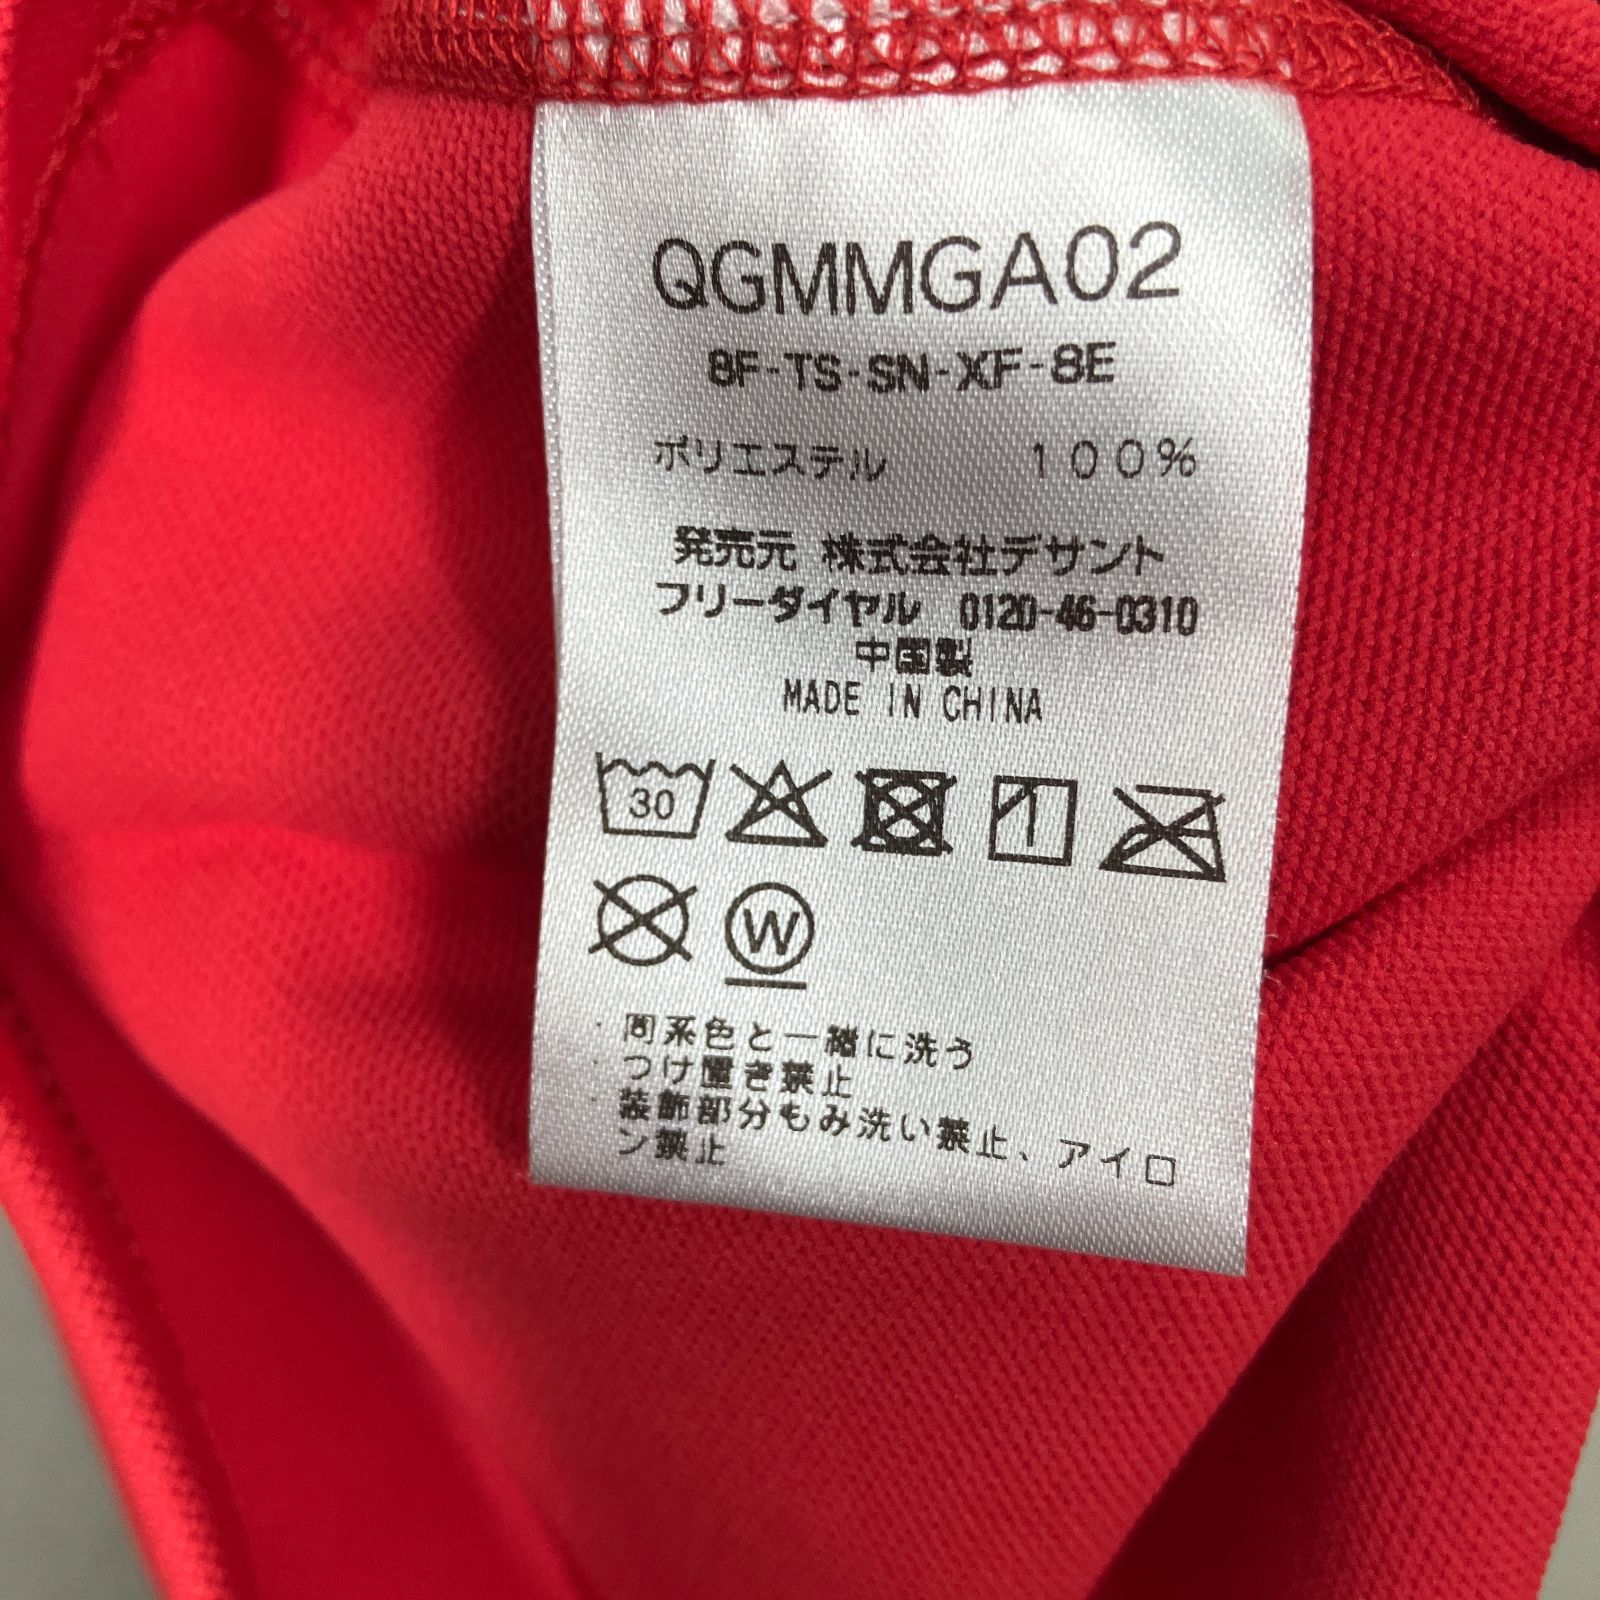 QGMMGA02
8F-TS-SN-XF-8E
ポリエステル 100%
発売元 株式会社デサント
フリーダイヤル 0120-46-0310
中国製
MADE IN CHINA
30
W
・同系色と一緒に洗う
つけ置き禁止
装飾部分もみ洗い禁止、アイロ
ン禁止